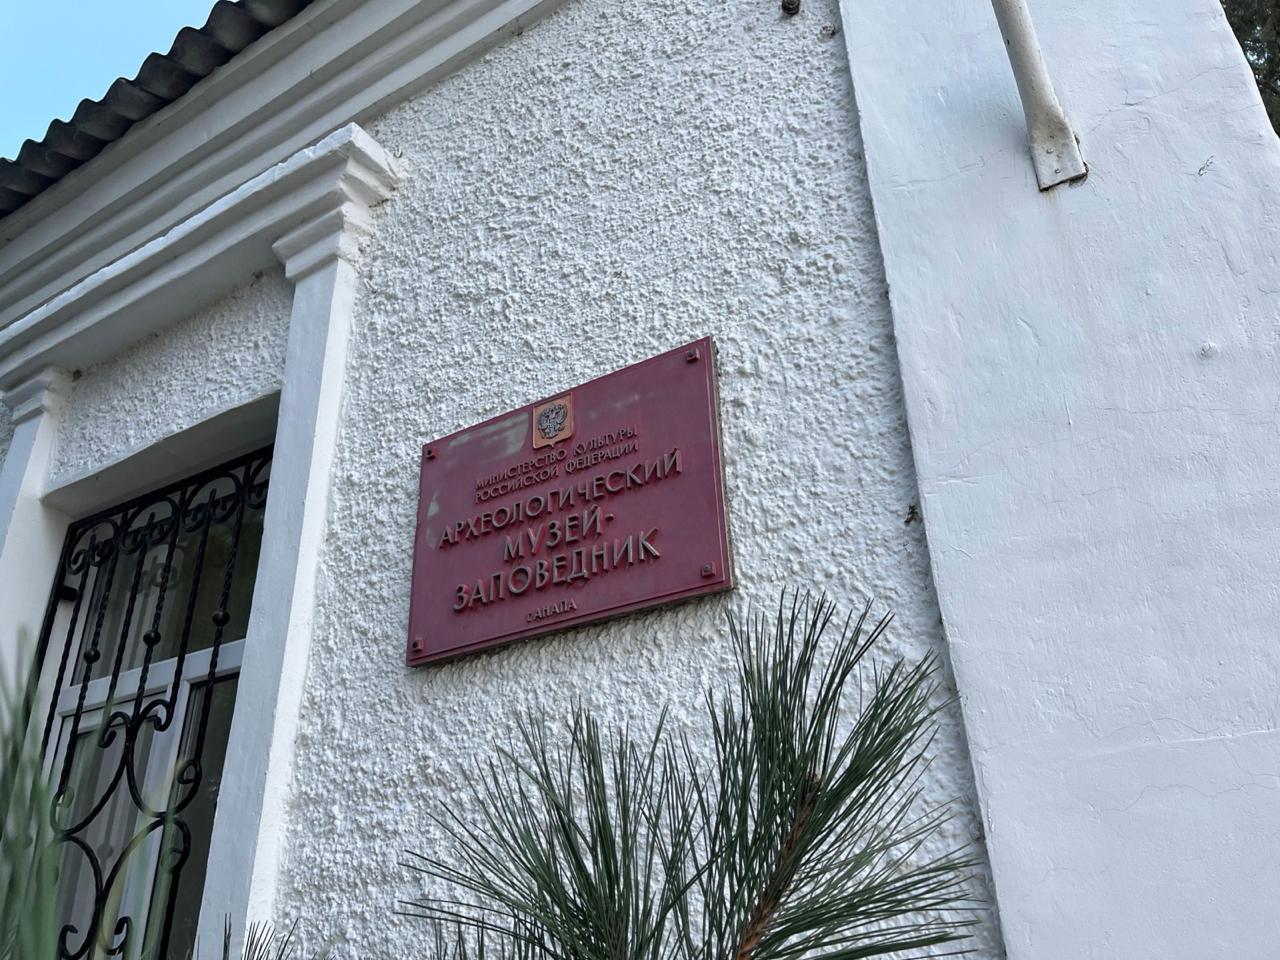 МИНИСТЕРСТВО КУЛЬТУРЫ
РОССИЙСКОЙ ФЕДЕРАЦИИ
АРХЕОЛОГИЧЕСКИЙ
МУЗЕЙ-
ЗАПОВЕДНИК
г. АНАПА